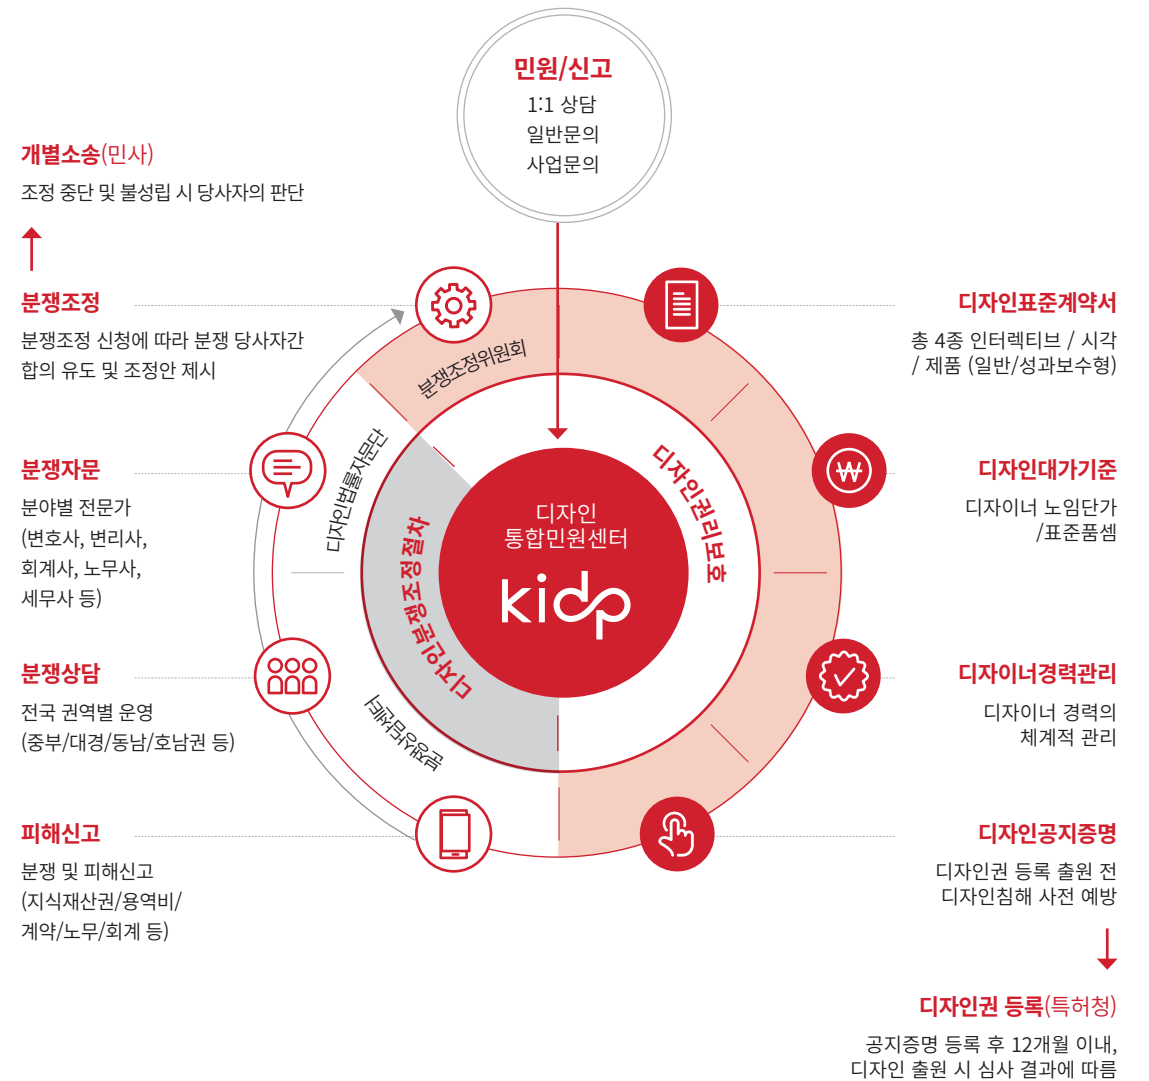 민원/신고
1:1 상담
일반문의
사업문의
개별소송(민사)
조정 중단 및 불성립 시 당사자의 판단
분쟁조정
분쟁조정 신청에 따라 분쟁 당사자간
합의 유도 및 조정안 제시
분쟁자문
분야별 전문가
(변호사, 변리사,
회계사, 노무사,
세무사 등)
분쟁상담
전국 권역별 운영
(중부/대경/동남/호남권 등)
피해신고
분쟁 및 피해신고
(지식재산권/용역비/
계약/노무/회계 등)
분쟁조정위원회
디자인법률자문단
분쟁상담센터
디자인분쟁조정절차
디자인권리보호
디자인
통합민원센터
kidp
디자인표준계약서
총 4종 인터렉티브 / 시각
/ 제품 (일반/성과보수형)
디자인대가기준
디자이너 노임단가
/표준품셈
디자이너경력관리
디자이너 경력의
체계적 관리
디자인공지증명
디자인권 등록 출원 전
디자인침해 사전 예방
디자인권 등록(특허청)
공지증명 등록 후 12개월 이내,
디자인 출원 시 심사 결과에 따름